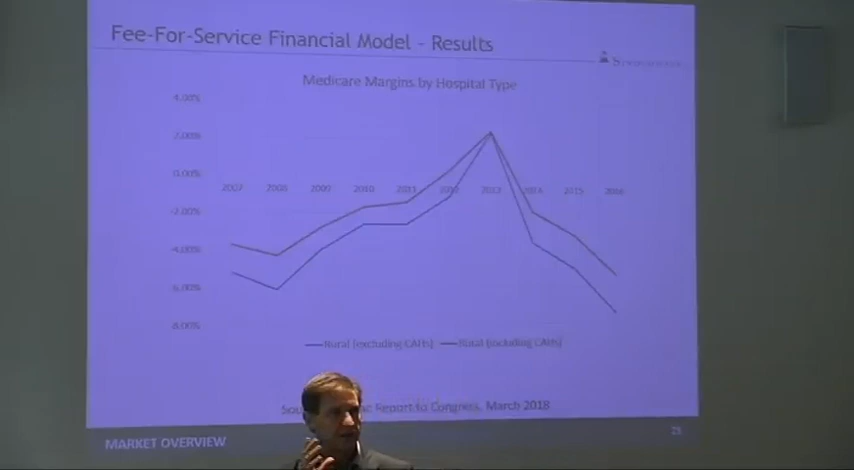 Fee-For-Service Financial Model - Results
Medicare Margins by Hospital Type
4.00%
2.00%
0.00%
2007 2008 2009 2010 2011 2012 2013 2014 2015 2016
-2.00%
-4.00%
-6.00%
-8.00%
Rural (excluding CAHs) Rural (including CAHs)
Report to Congress, March 2018
MARKET OVERVIEW